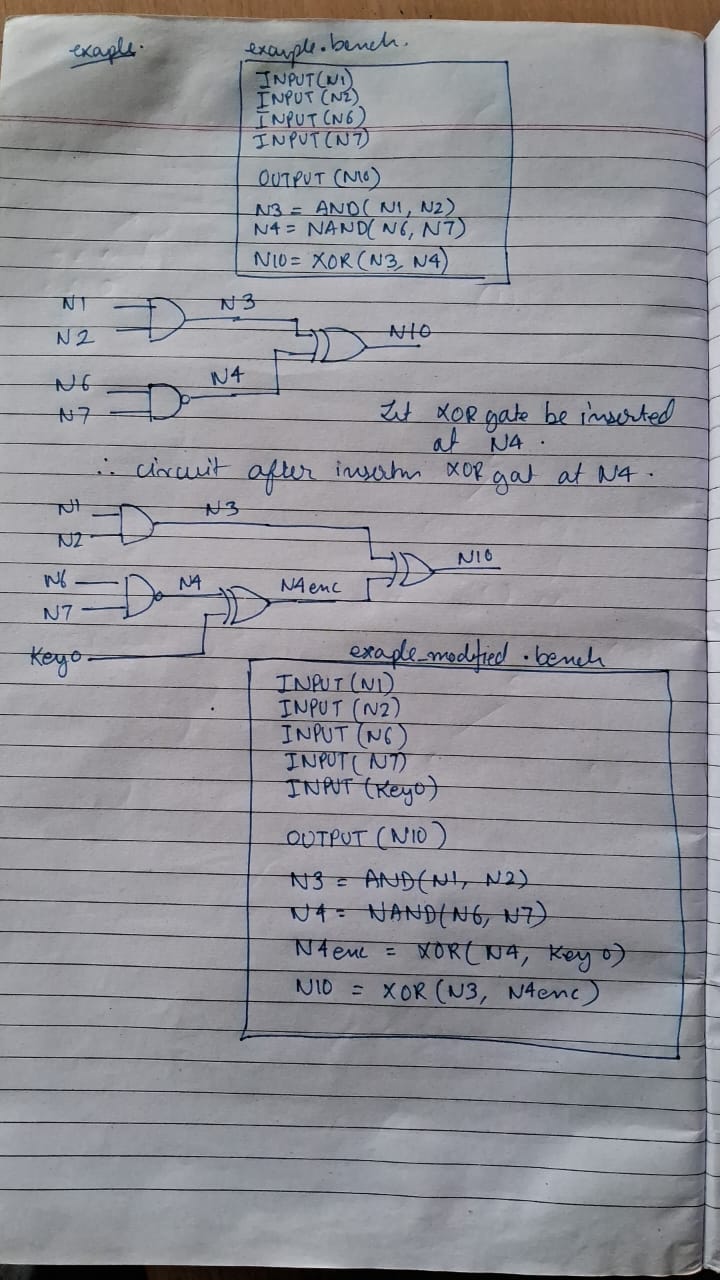 exaple.
example.bench.
INPUT(N1)
INPUT (N2)
INPUT (N6)
INPUT (N7)
OUTPUT (N10)
N3 = AND( N1, N2)
N4 = NAND( N6, N7)
N10 = XOR (N3, N4)
N1
N3
N2
N10
N6
N4
N7
Let XOR gate be inserted
at N4.
∴ circuit after insertn XOR gat at N4.
N1
N3
N2
N10
N6
N4
N4enc
N7
Key0
exaple_modified.bench
INPUT (N1)
INPUT (N2)
INPUT (N6)
INPUT( N7)
INPUT (Key0)
OUTPUT (N10)
N3 = AND(N1, N2)
N4 = NAND(N6, N7)
N4enc = XOR( N4, Key0)
N10 = XOR (N3, N4enc)